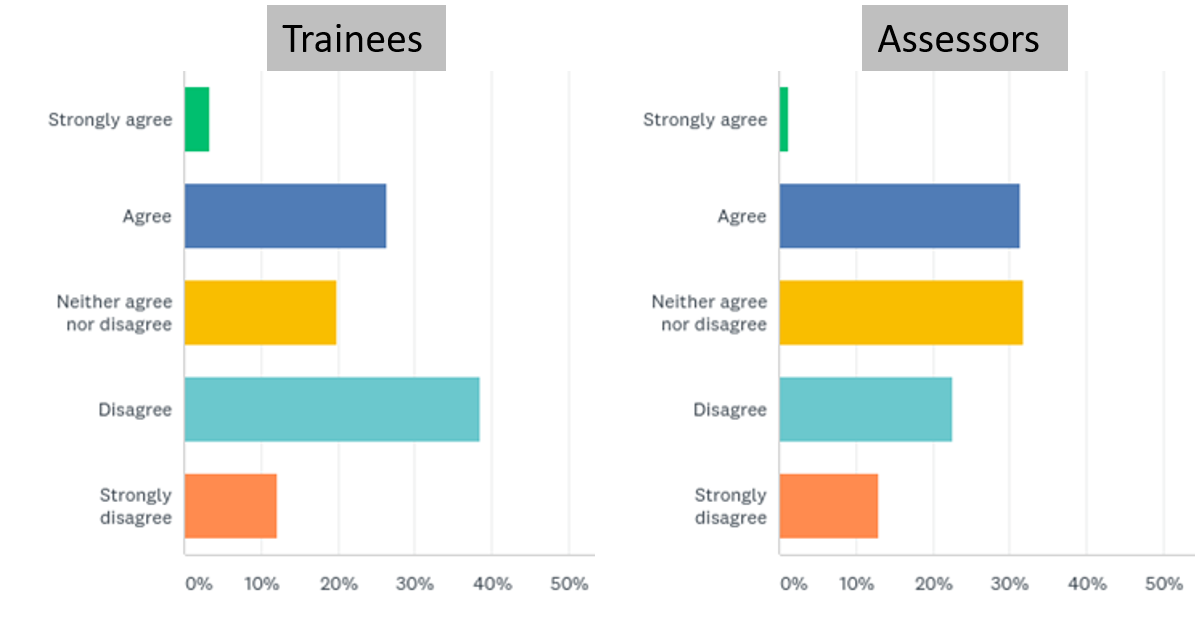 Trainees
Strongly agree
Agree
Neither agree
nor disagree
Disagree
Strongly
disagree
0% 10% 20% 30% 40% 50%
Assessors
Strongly agree
Agree
Neither agree
nor disagree
Disagree
Strongly
disagree
0% 10% 20% 30% 40% 50%